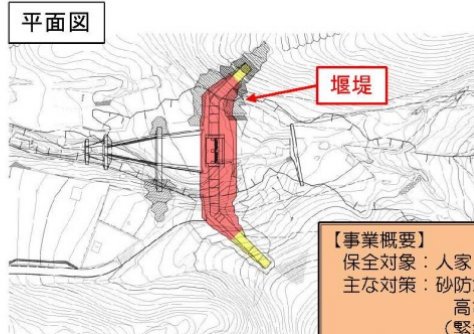 平面図
堰堤
【事業概要】
保全対象：人家
主な対策：砂防
高
（緊